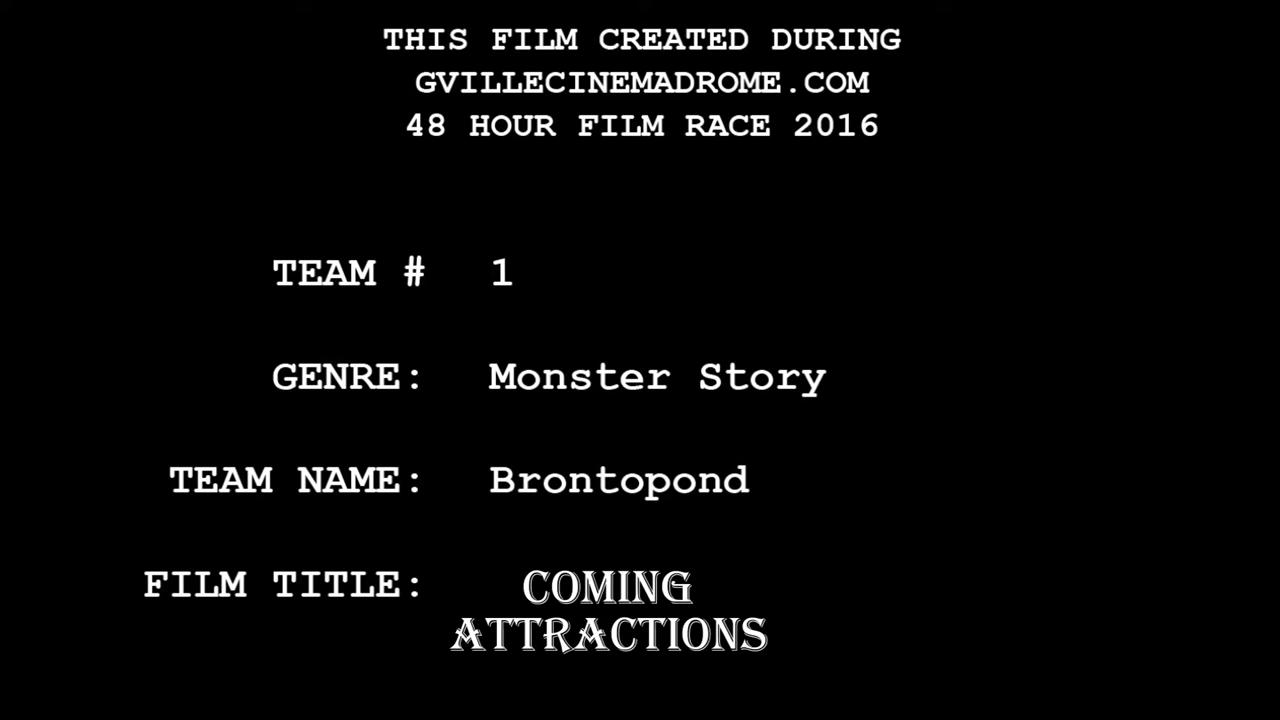 THIS FILM CREATED DURING
GVILLECINEMADROME.COM
48 HOUR FILM RACE 2016
TEAM # 1
GENRE: Monster Story
TEAM NAME: Brontopond
FILM TITLE: COMING
ATTRACTIONS